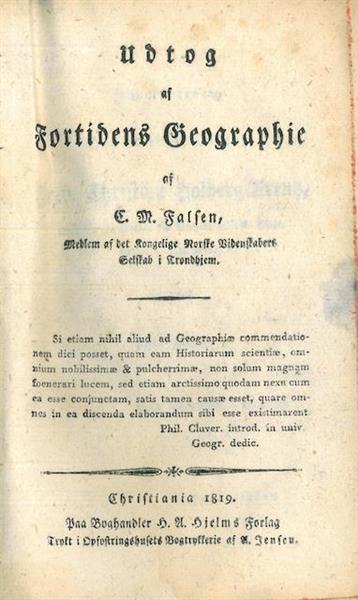 Udtog
af
Fortidens Geographie
af
C. M. Falsen,
Medlem af det Kongelige Norske Videnskabers
Selskab i Trondhjem.
Si etiam nihil aliud ad Geographiæ commendatio-
nem dici posset, quam eam Historiarum scientiæ, om-
nium nobilissimæ & pulcherrimæ, non solum magnam
foenerari lucem, sed etiam arctissimo quodam nexu cum
ea esse conjunctam, satis tamen causæ esset, quare om-
nes in ea discenda elaborandum sibi esse existimarent.
Phil. Cluver. introd. in univ.
Geogr. dedic.
Christiania 1819.
Paa Boghandler H. A. Hjelms Forlag
Trykt i Opfostringshusets Bogtrykkerie af A. Jensen.